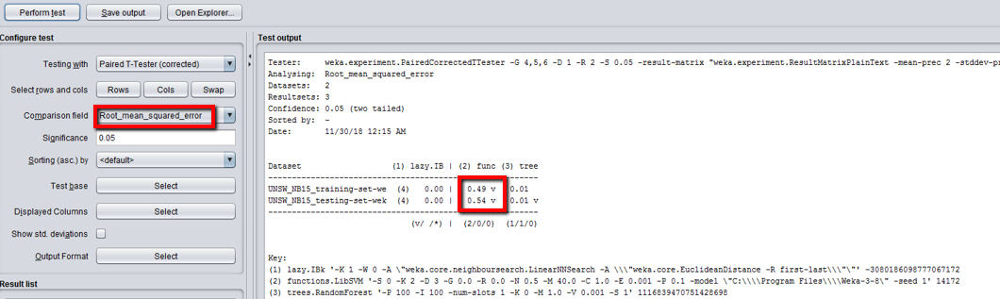 Perform test Save output Open Explorer...
Configure test
Testing with Paired T-Tester (corrected)
Select rows and cols Rows Cols Swap
Comparison field Root_mean_squared_error
Significance 0.05
Sorting (asc.) by <default>
Test base Select
Displayed Columns Select
Show std. deviations
Output Format Select
Result list
Test output
Tester: weka.experiment.PairedCorrectedTTester -G 4,5,6 -D 1 -R 2 -S 0.05 -result-matrix "weka.experiment.ResultMatrixPlainText -mean-prec 2 -stddev-pr
Analysing: Root_mean_squared_error
Datasets: 2
Resultsets: 3
Confidence: 0.05 (two tailed)
Sorted by: -
Date: 11/30/18 12:15 AM
Dataset (1) lazy.IB | (2) func (3) tree
----------------------------------------------------------
UNSW_NB15_training-set-we (4) 0.00 | 0.49 v 0.01
UNSW_NB15_testing-set-wek (4) 0.00 | 0.54 v 0.01 v
----------------------------------------------------------
(v/ /*) | (2/0/0) (1/1/0)
Key:
(1) lazy.IBk '-K 1 -W 0 -A \"weka.core.neighboursearch.LinearNNSearch -A \\\"weka.core.EuclideanDistance -R first-last\\\"\"' -3080186098777067172
(2) functions.LibSVM '-S 0 -K 2 -D 3 -G 0.0 -R 0.0 -N 0.5 -M 40.0 -C 1.0 -E 0.001 -P 0.1 -model \"C:\\\\Program Files\\\\Weka-3-8\" -seed 1' 14172
(3) trees.RandomForest '-P 100 -I 100 -num-slots 1 -K 0 -M 1.0 -V 0.001 -S 1' 1116839470751428698